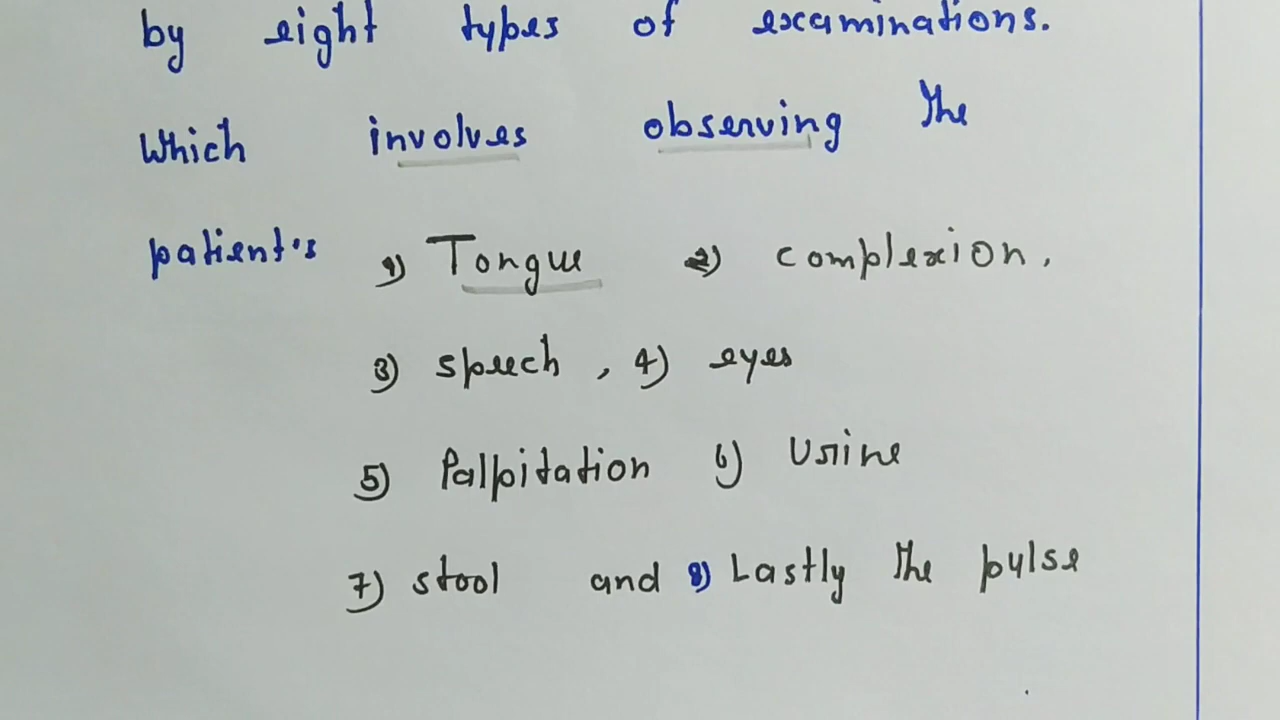 by eight types of examinations.
Which involves observing the
patient's 1) Tongue 2) complexion.
3) speech, 4) eyes
5) Palpitation 6) Urine
7) stool and 8) Lastly the pulse